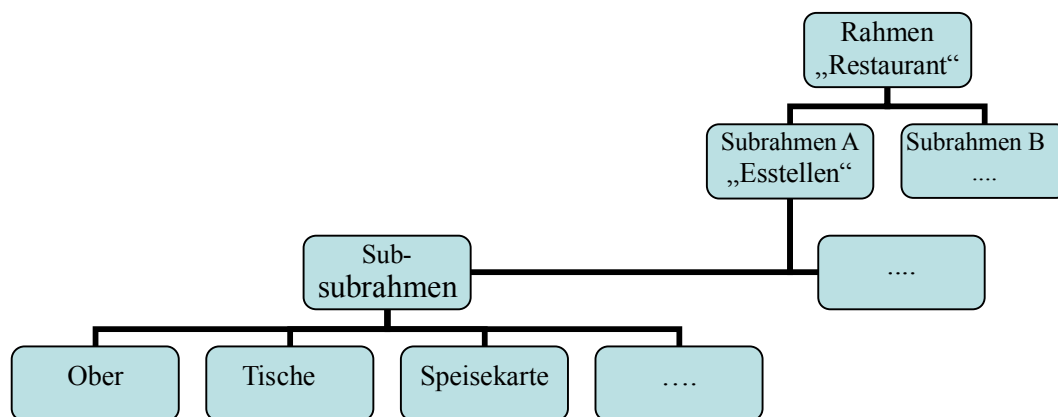 Rahmen
„Restaurant“
Subrahmen A
„Esstellen“
Subrahmen B
....
Sub-
subrahmen
....
Ober
Tische
Speisekarte
….